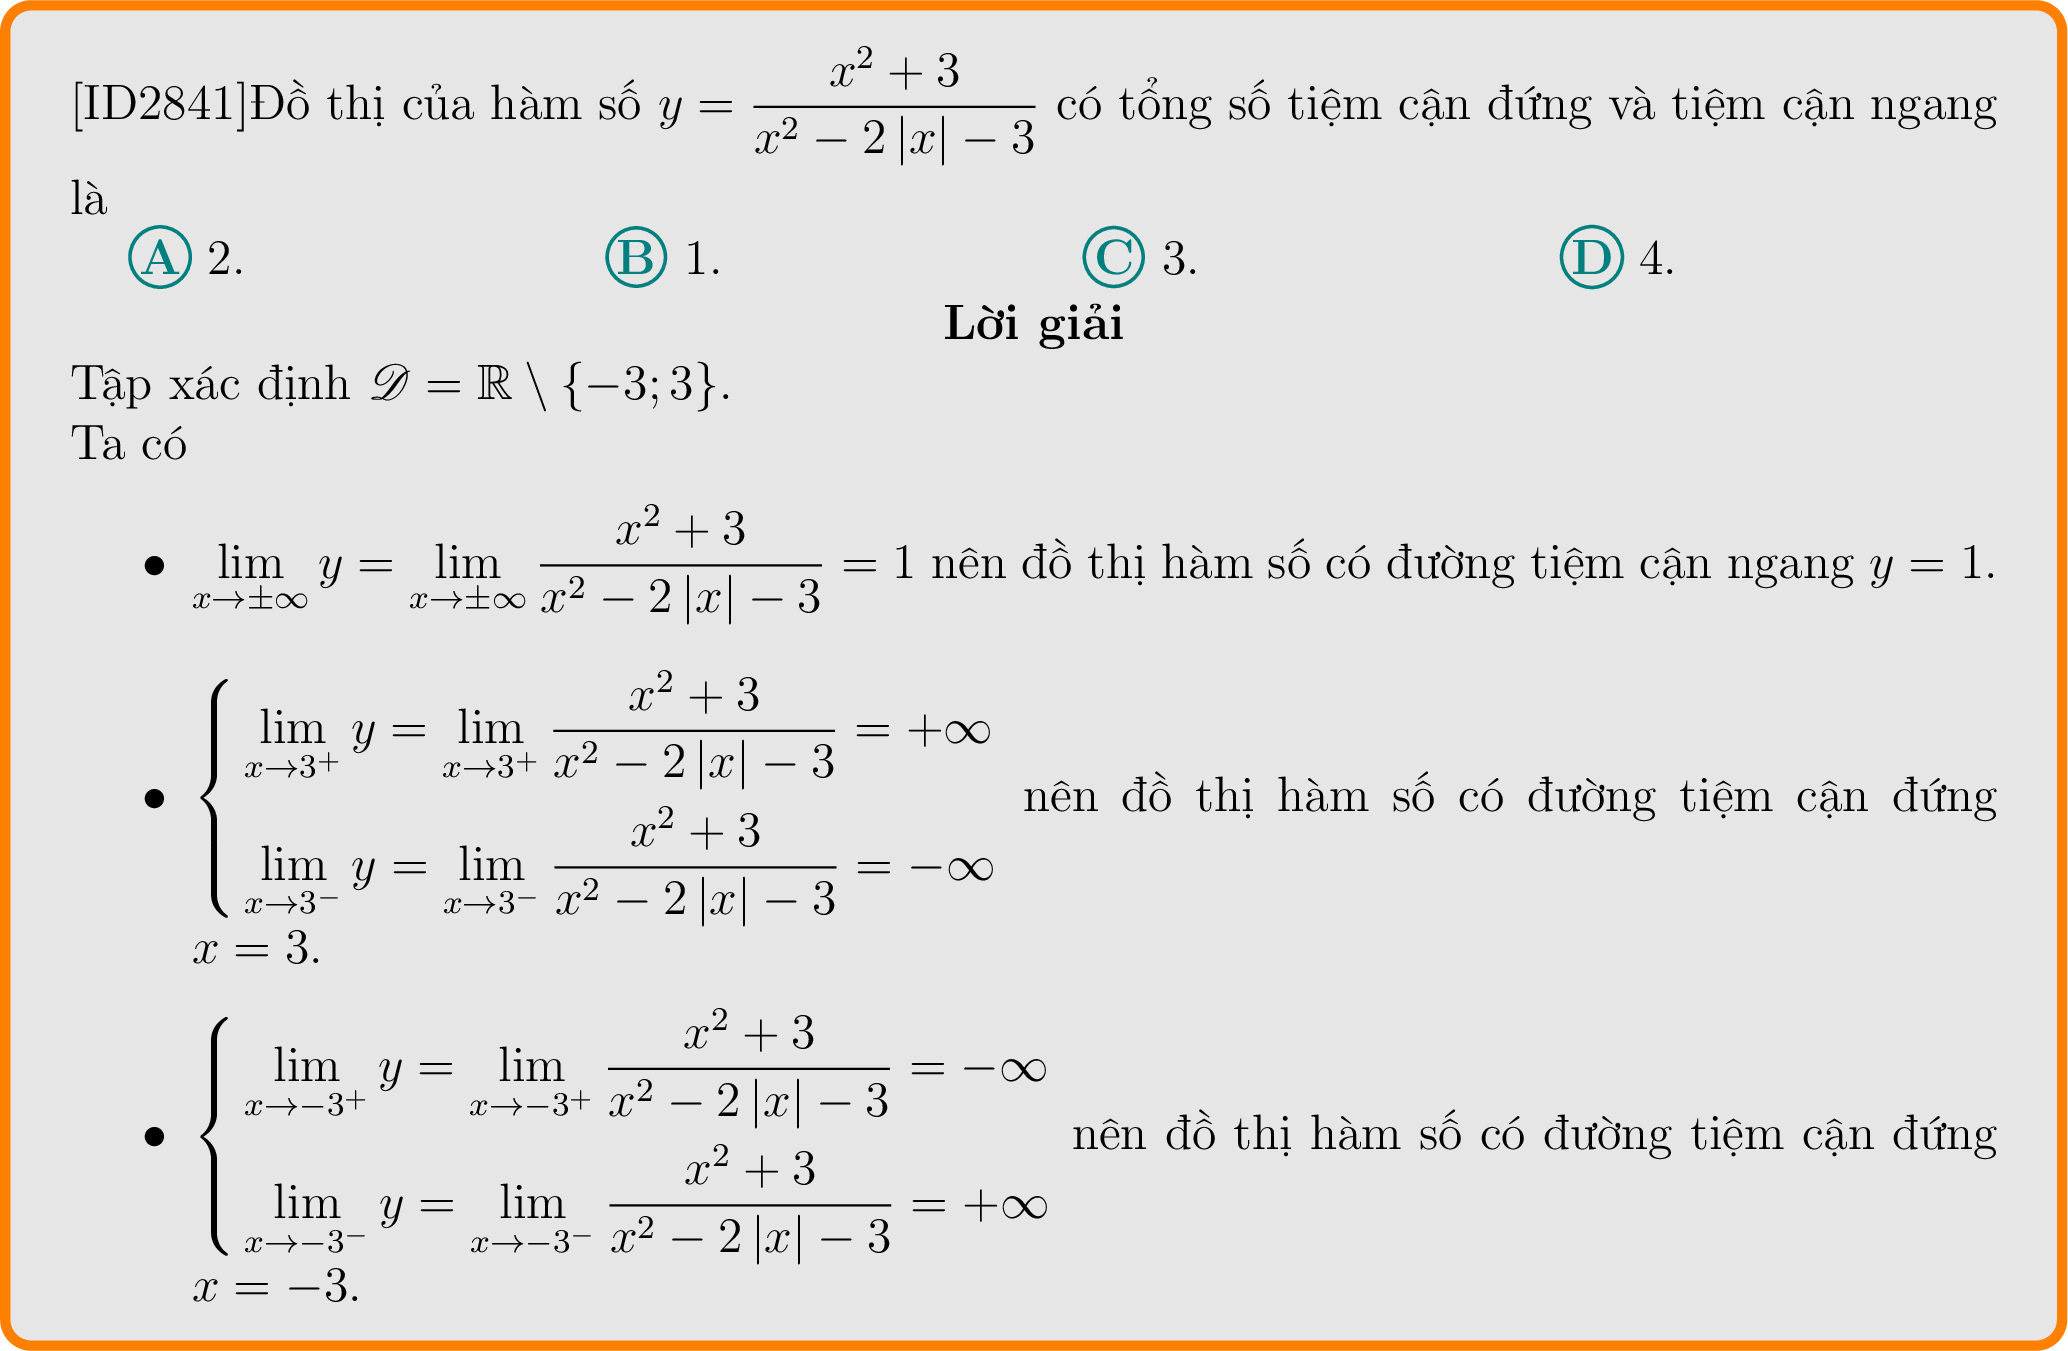 [ID2841]Đồ thị của hàm số $y = \dfrac{x^2 + 3}{x^2 - 2|x| - 3}$ có tổng số tiệm cận đứng và tiệm cận ngang
là
Ⓐ 2. Ⓑ 1. Ⓒ 3. Ⓓ 4.
Lời giải
Tập xác định $\mathscr{D} = \mathbb{R} \setminus \{-3; 3\}$.
Ta có
• $\lim\limits_{x \to \pm\infty} y = \lim\limits_{x \to \pm\infty} \dfrac{x^2 + 3}{x^2 - 2|x| - 3} = 1$ nên đồ thị hàm số có đường tiệm cận ngang $y = 1$.
• $\begin{cases} \lim\limits_{x \to 3^+} y = \lim\limits_{x \to 3^+} \dfrac{x^2 + 3}{x^2 - 2|x| - 3} = +\infty \\ \lim\limits_{x \to 3^-} y = \lim\limits_{x \to 3^-} \dfrac{x^2 + 3}{x^2 - 2|x| - 3} = -\infty \end{cases}$ nên đồ thị hàm số có đường tiệm cận đứng
$x = 3$.
• $\begin{cases} \lim\limits_{x \to -3^+} y = \lim\limits_{x \to -3^+} \dfrac{x^2 + 3}{x^2 - 2|x| - 3} = -\infty \\ \lim\limits_{x \to -3^-} y = \lim\limits_{x \to -3^-} \dfrac{x^2 + 3}{x^2 - 2|x| - 3} = +\infty \end{cases}$ nên đồ thị hàm số có đường tiệm cận đứng
$x = -3$.